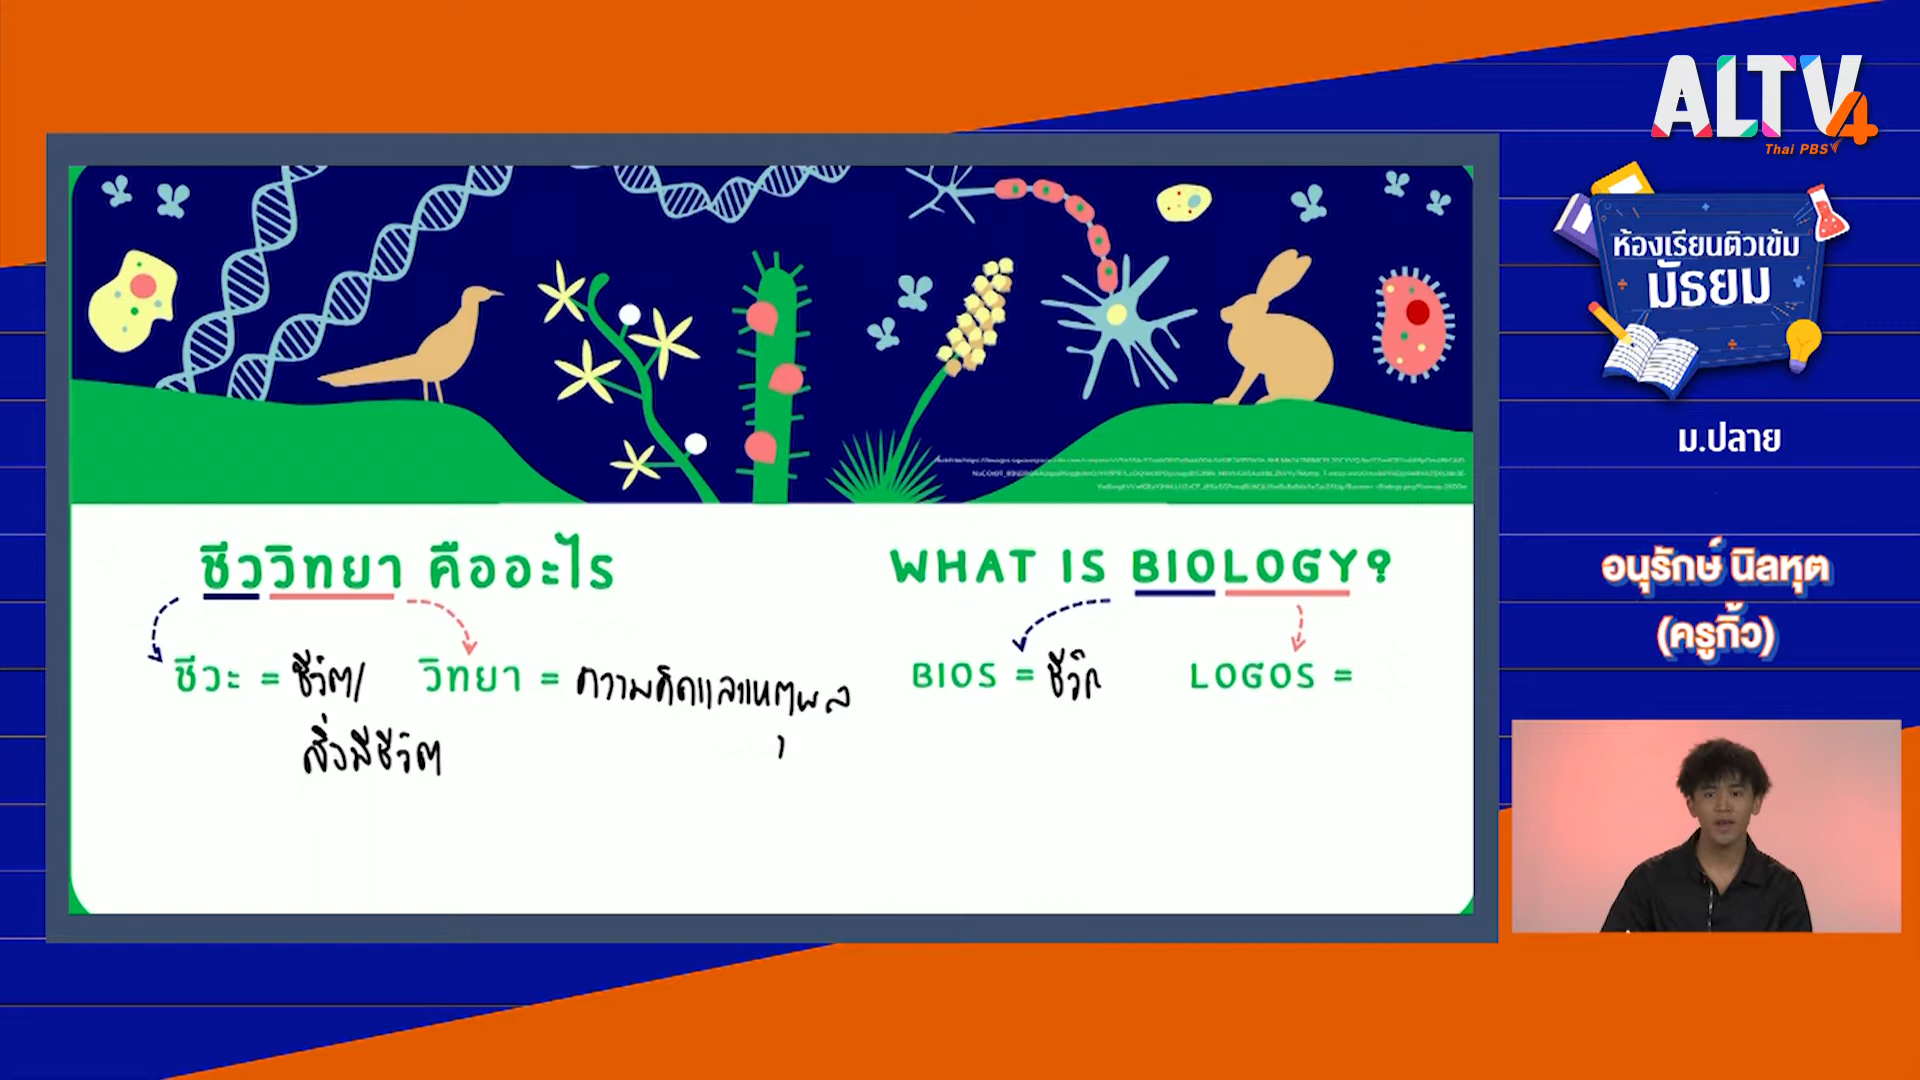 ALTV4
Thai PBS
ห้องเรียนติวเข้ม
มัธยม
ม.ปลาย
อนุรักษ์ นิลหุต
(ครูกิ๊ว)
ชีววิทยา คืออะไร
ชีวะ = ชีวิต/
สิ่งมีชีวิต
วิทยา = ความคิดและเหตุผล
WHAT IS BIOLOGY?
BIOS = ชีวิต
LOGOS =